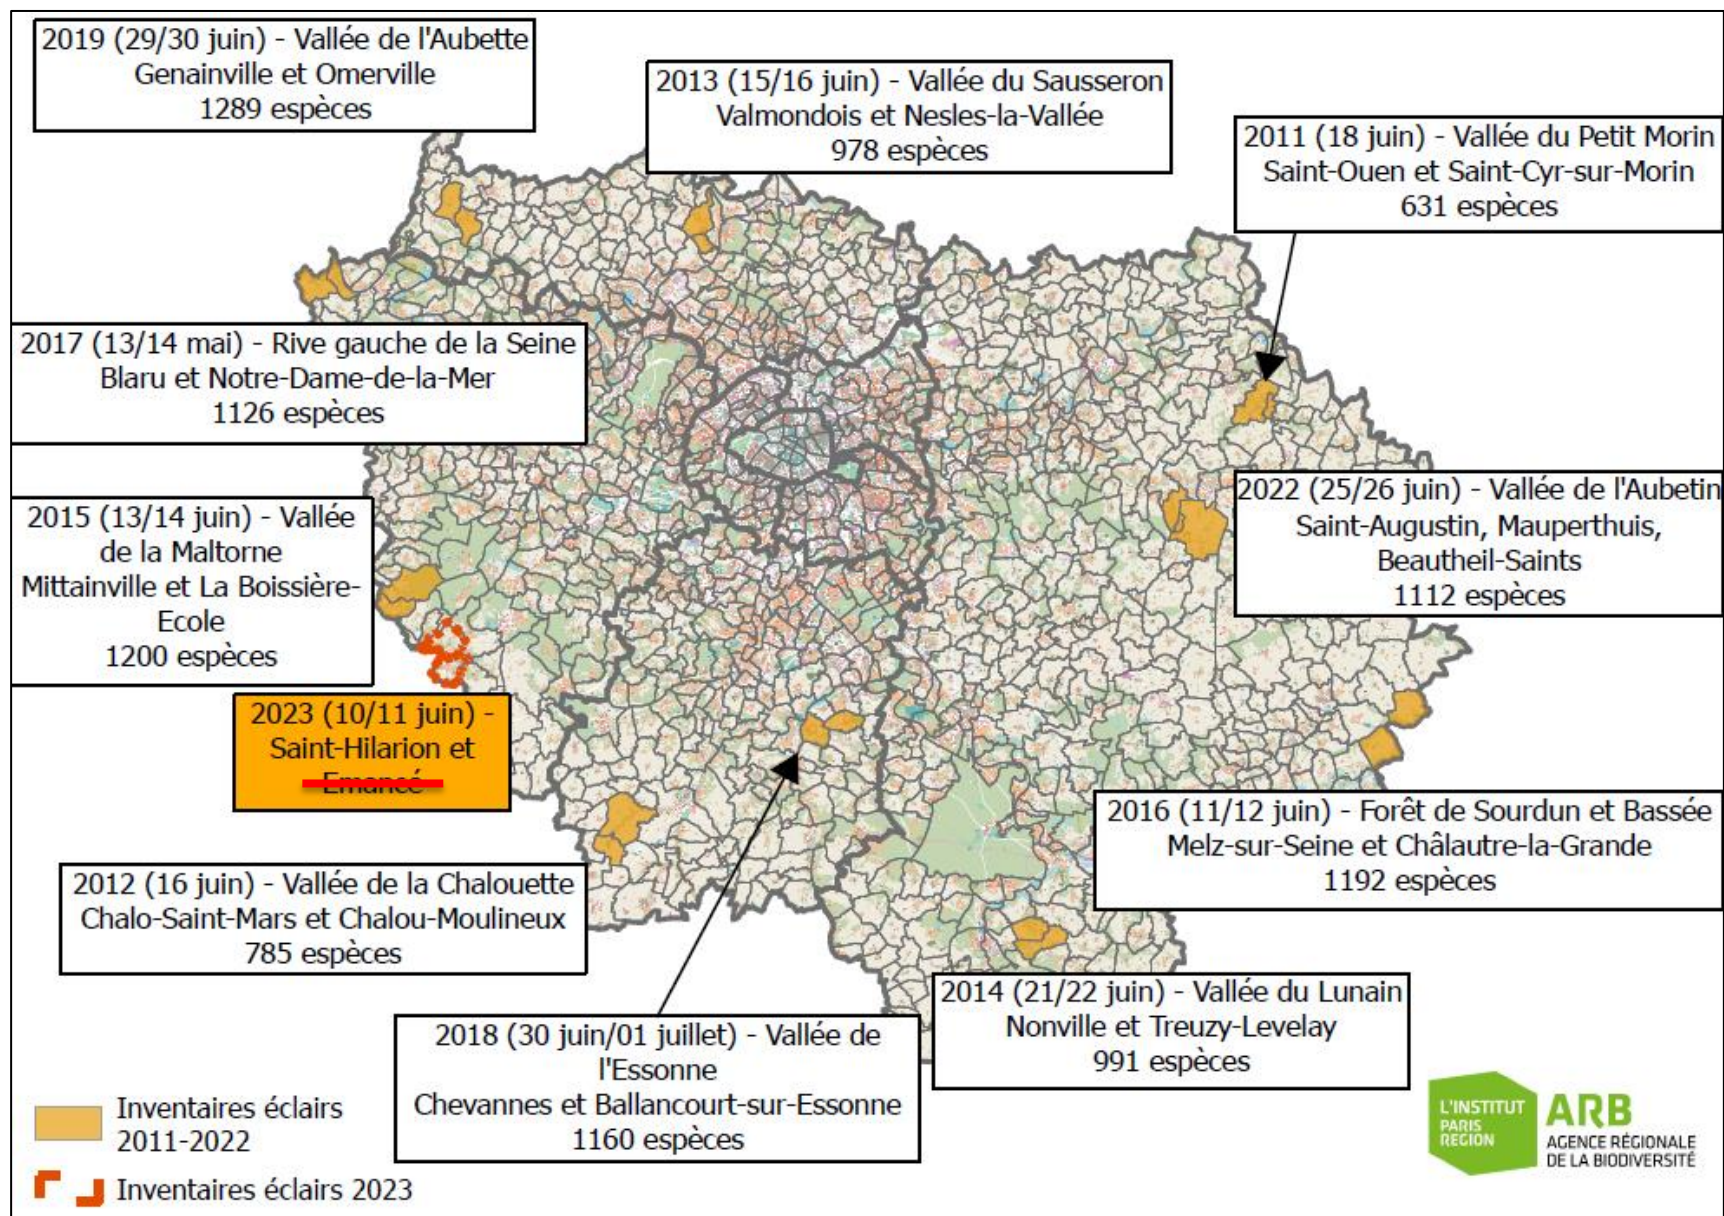 2019 (29/30 juin) - Vallée de l'Aubette
Genainville et Omerville
1289 espèces
2013 (15/16 juin) - Vallée du Sausseron
Valmondois et Nesles-la-Vallée
978 espèces
2011 (18 juin) - Vallée du Petit Morin
Saint-Ouen et Saint-Cyr-sur-Morin
631 espèces
2017 (13/14 mai) - Rive gauche de la Seine
Blaru et Notre-Dame-de-la-Mer
1126 espèces
2015 (13/14 juin) - Vallée
de la Maltorne
Mittainville et La Boissière-
Ecole
1200 espèces
2022 (25/26 juin) - Vallée de l'Aubetin
Saint-Augustin, Mauperthuis,
Beautheil-Saints
1112 espèces
2023 (10/11 juin) -
Saint-Hilarion et
Emancé
2016 (11/12 juin) - Forêt de Sourdun et Bassée
Melz-sur-Seine et Châlautre-la-Grande
1192 espèces
2012 (16 juin) - Vallée de la Chalouette
Chalo-Saint-Mars et Chalou-Moulineux
785 espèces
2014 (21/22 juin) - Vallée du Lunain
Nonville et Treuzy-Levelay
991 espèces
2018 (30 juin/01 juillet) - Vallée de
l'Essonne
Chevannes et Ballancourt-sur-Essonne
1160 espèces
Inventaires éclairs
2011-2022
Inventaires éclairs 2023
L'INSTITUT
PARIS
REGION
ARB
AGENCE RÉGIONALE
DE LA BIODIVERSITÉ